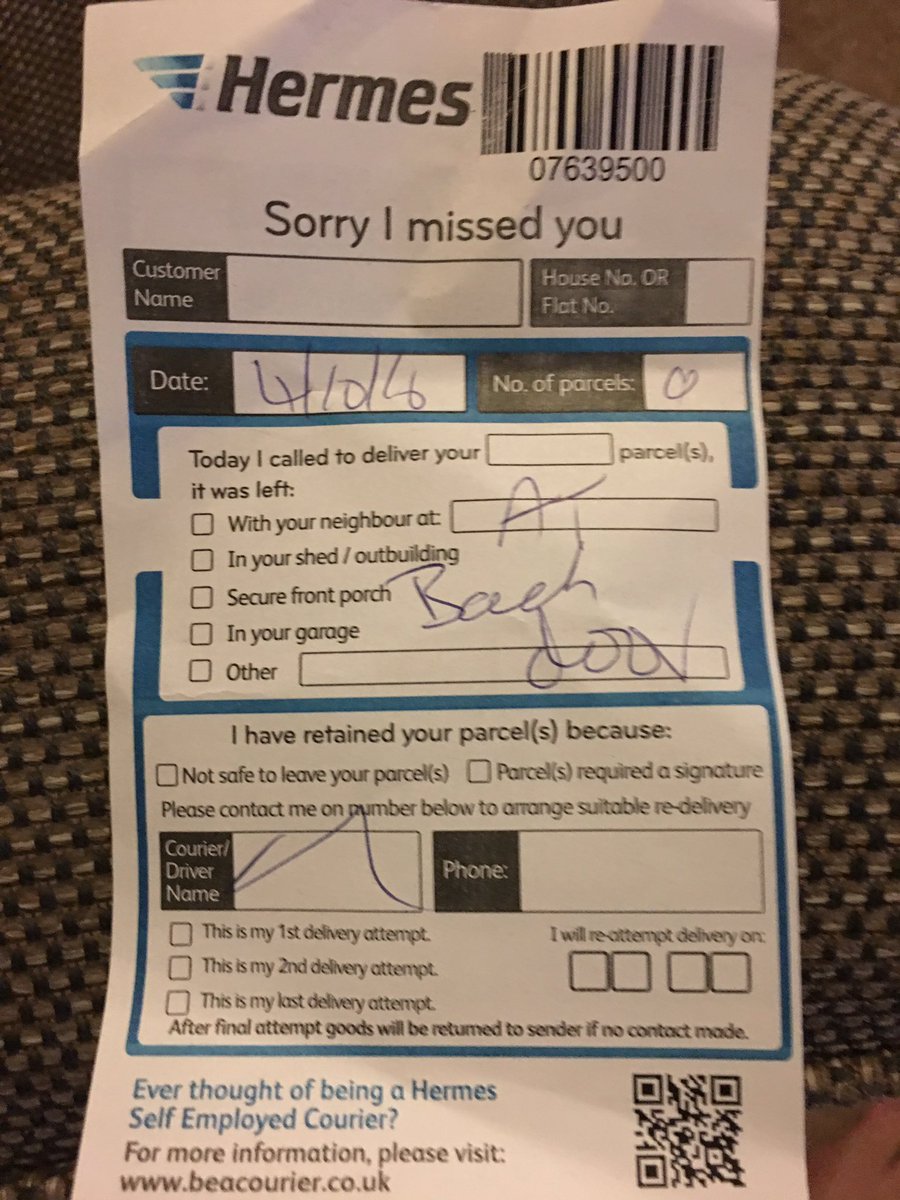 Hermes
07639500
Sorry I missed you
Customer Name
House No. OR Flat No.
Date: 4/10/16
No. of parcels: 0
Today I called to deliver your parcel(s),
it was left:
With your neighbour at: AT
In your shed / outbuilding
Secure front porch
In your garage
Other
door
I have retained your parcel(s) because:
Not safe to leave your parcel(s) Parcel(s) required a signature
Please contact me on number below to arrange suitable re-delivery
Courier/ Driver Name
Phone:
This is my 1st delivery attempt. I will re-attempt delivery on:
This is my 2nd delivery attempt.
This is my last delivery attempt.
After final attempt goods will be returned to sender if no contact made.
Ever thought of being a Hermes
Self Employed Courier?
For more information, please visit:
www.beacourier.co.uk